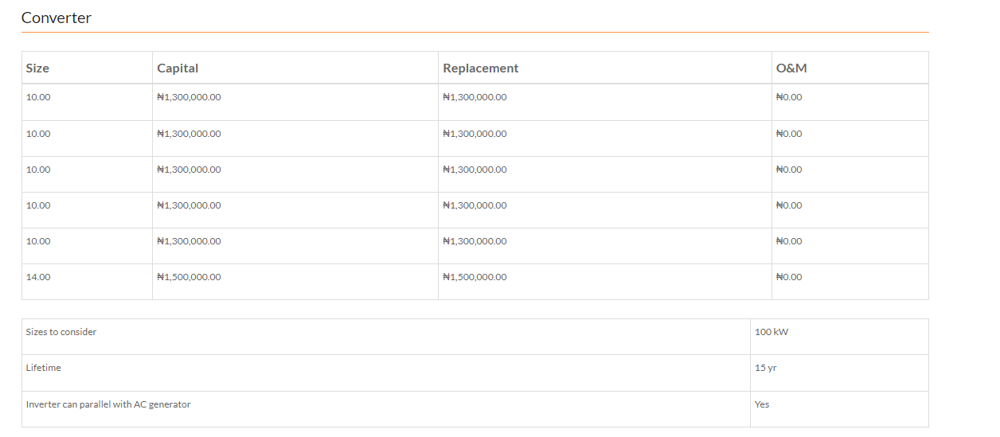 Converter
Size Capital Replacement O&M
10.00 ₦1,300,000.00 ₦1,300,000.00 ₦0.00
10.00 ₦1,300,000.00 ₦1,300,000.00 ₦0.00
10.00 ₦1,300,000.00 ₦1,300,000.00 ₦0.00
10.00 ₦1,300,000.00 ₦1,300,000.00 ₦0.00
10.00 ₦1,300,000.00 ₦1,300,000.00 ₦0.00
14.00 ₦1,500,000.00 ₦1,500,000.00 ₦0.00
Sizes to consider 100 kW
Lifetime 15 yr
Inverter can parallel with AC generator Yes